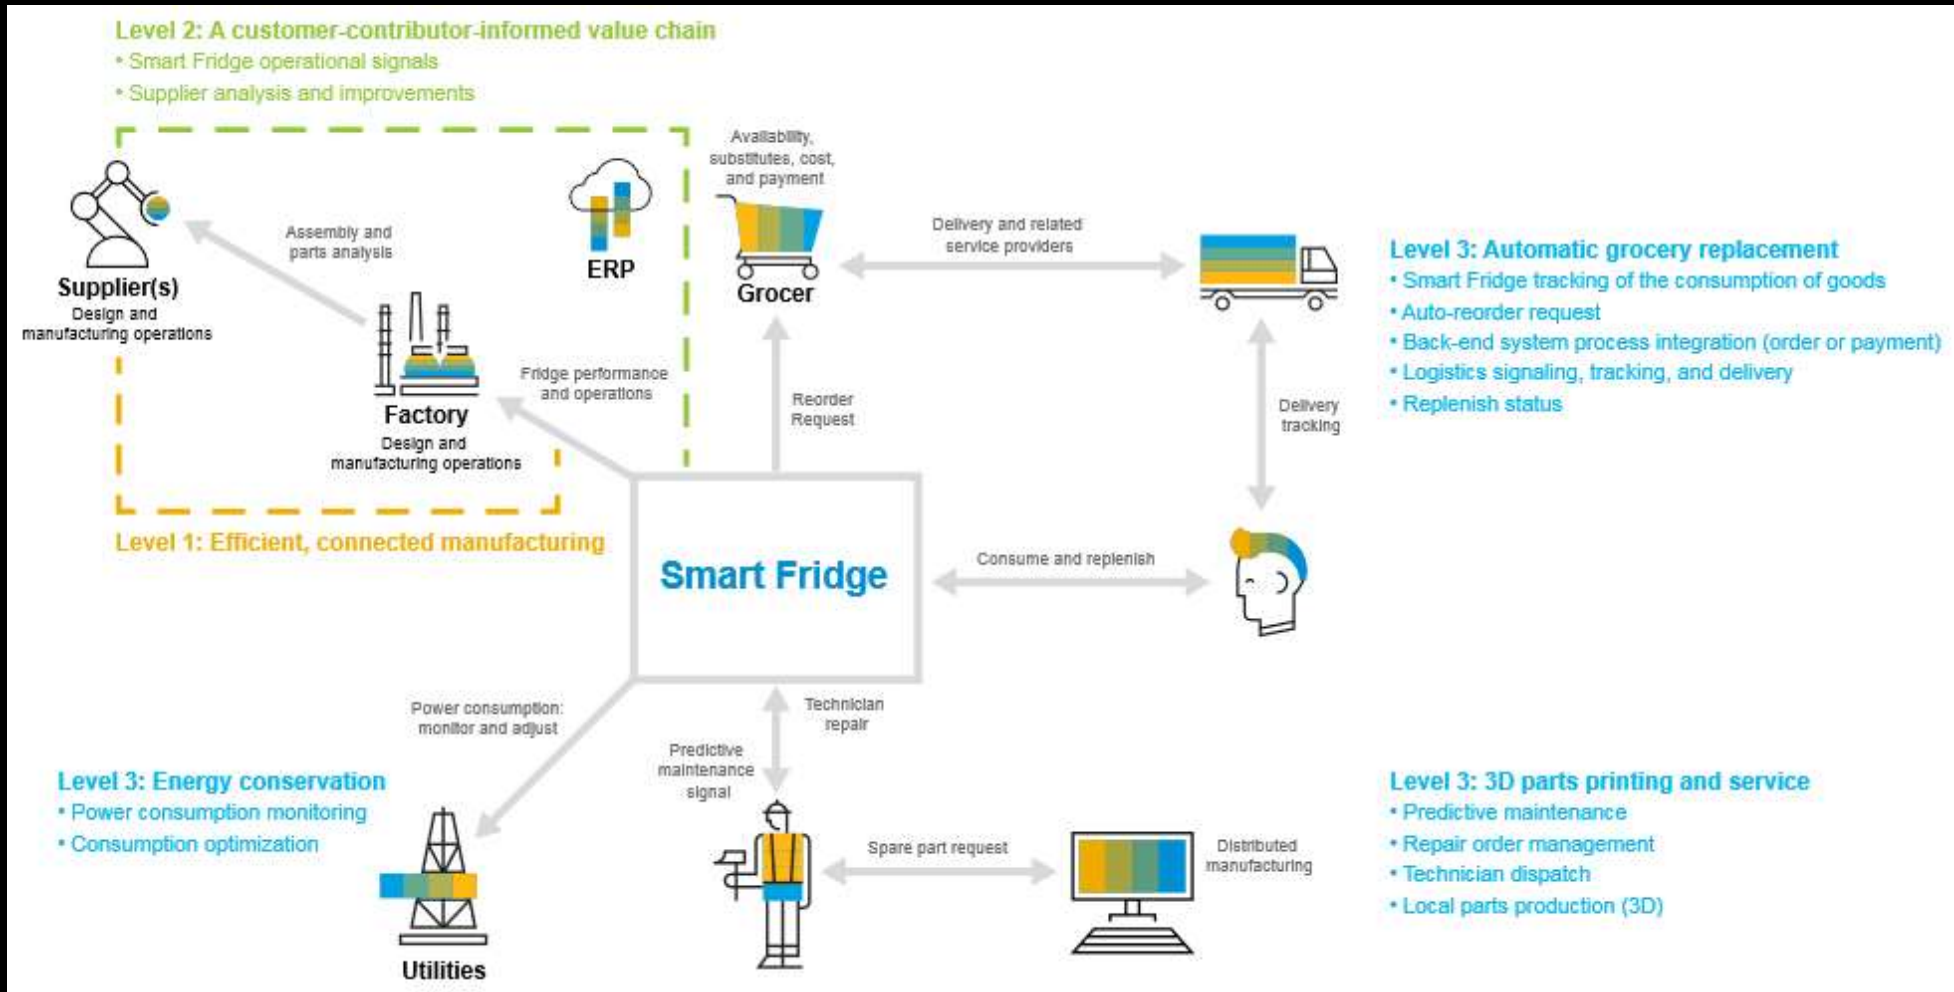 Level 2: A customer-contributor-informed value chain
• Smart Fridge operational signals
• Supplier analysis and improvements
Availability,
substitutes, cost,
and payment
Assembly and
parts analysis
ERP
Grocer
Delivery and related
service providers
Supplier(s)
Design and
manufacturing operations
Level 3: Automatic grocery replacement
• Smart Fridge tracking of the consumption of goods
• Auto-reorder request
• Back-end system process integration (order or payment)
• Logistics signaling, tracking, and delivery
• Replenish status
Fridge performance
and operations
Factory
Design and
manufacturing operations
Reorder
Request
Delivery
tracking
Level 1: Efficient, connected manufacturing
Smart Fridge
Consume and replenish
Power consumption:
monitor and adjust
Technician
repair
Predictive
maintenance
signal
Level 3: Energy conservation
• Power consumption monitoring
• Consumption optimization
Utilities
Spare part request
Distributed
manufacturing
Level 3: 3D parts printing and service
• Predictive maintenance
• Repair order management
• Technician dispatch
• Local parts production (3D)